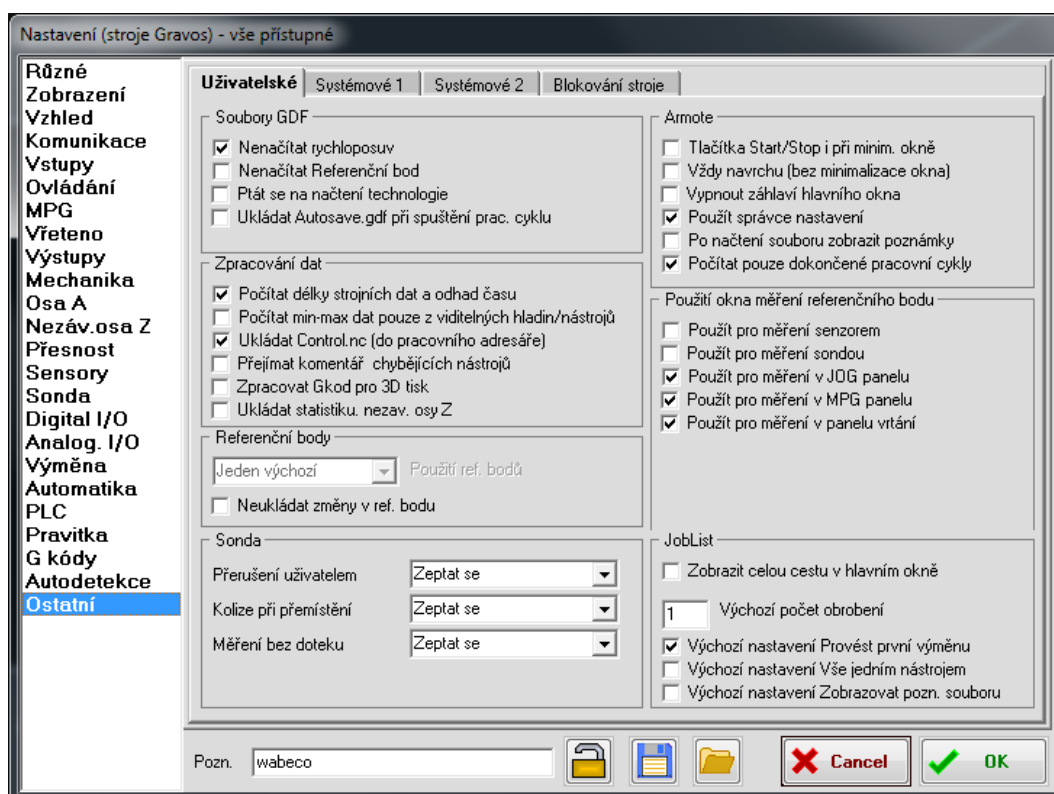 Nastavení (stroje Gravos) - vše přístupné
Různé
Zobrazení
Vzhled
Komunikace
Vstupy
Ovládání
MPG
Vřeteno
Výstupy
Mechanika
Osa A
Nezáv.osa Z
Přesnost
Sensory
Sonda
Digital I/O
Analog. I/O
Výměna
Automatika
PLC
Pravitka
G kódy
Autodetekce
Ostatní
Uživatelské
Systémové 1
Systémové 2
Blokování stroje
Soubory GDF
Nenačítat rychloposuv
Nenačítat Referenční bod
Ptát se na načtení technologie
Ukládat Autosave.gdf při spuštění prac. cyklu
Zpracování dat
Počítat délky strojních dat a odhad času
Počítat min-max dat pouze z viditelných hladin/nástrojů
Ukládat Control.nc (do pracovního adresáře)
Přejímat komentář chybějících nástrojů
Zpracovat Gkod pro 3D tisk
Ukládat statistiku. nezav. osy Z
Referenční body
Jeden výchozí
Použití ref. bodů
Neukládat změny v ref. bodu
Sonda
Přerušení uživatelem
Zeptat se
Kolize při přemístění
Zeptat se
Měření bez doteku
Zeptat se
Armote
Tlačítka Start/Stop i při minim. okně
Vždy navrchu (bez minimalizace okna)
Vypnout záhlaví hlavního okna
Použít správce nastavení
Po načtení souboru zobrazit poznámky
Počítat pouze dokončené pracovní cykly
Použití okna měření referenčního bodu
Použít pro měření senzorem
Použít pro měření sondou
Použít pro měření v JOG panelu
Použít pro měření v MPG panelu
Použít pro měření v panelu vrtání
JobList
Zobrazit celou cestu v hlavním okně
1
Výchozí počet obrobení
Výchozí nastavení Provést první výměnu
Výchozí nastavení Vše jedním nástrojem
Výchozí nastavení Zobrazovat pozn. souboru
Pozn.
wabeco
Cancel
OK